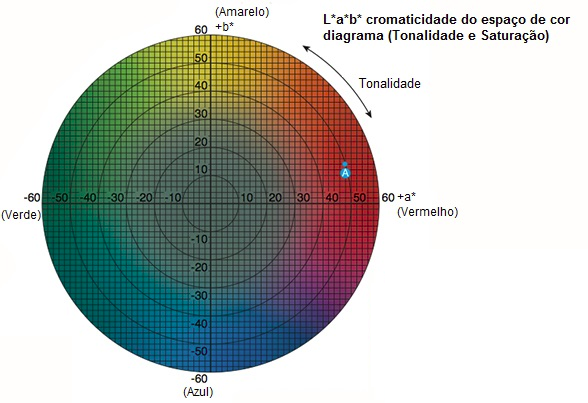 (Amarelo)
L*a*b* cromaticidade do espaço de cor
diagrama (Tonalidade e Saturação)
60 +b*
50
Tonalidade
40
30
20
10
A
-60 -50 -40 -30 -20 -10 10 20 30 40 50 60 +a*
(Verde)
(Vermelho)
-10
-20
-30
-40
-50
-60
(Azul)